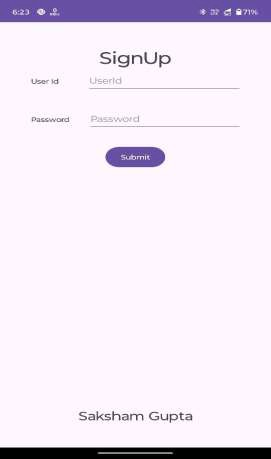 6:23 71%
SignUp
User Id UserId
Password Password
Submit
Saksham Gupta